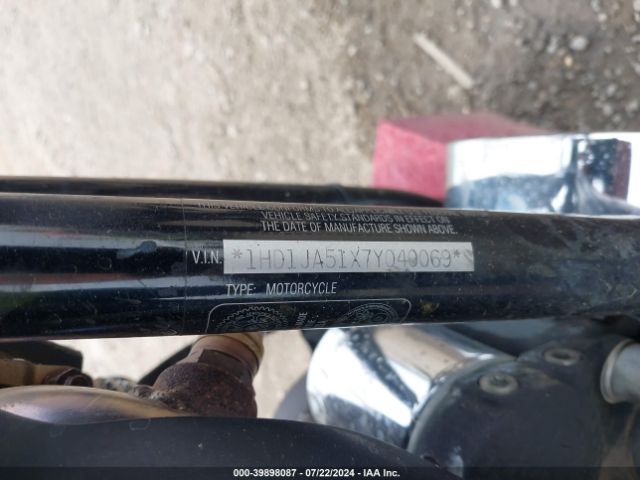 VEHICLE SAFETY STANDARDS IN EFFECT ON
THE DATE OF MANUFACTURE SHOWN ABOVE.
V.I.N. *1HD1JA51X7Y040069*
TYPE: MOTORCYCLE
000-39898087 - 07/22/2024 - IAA Inc.